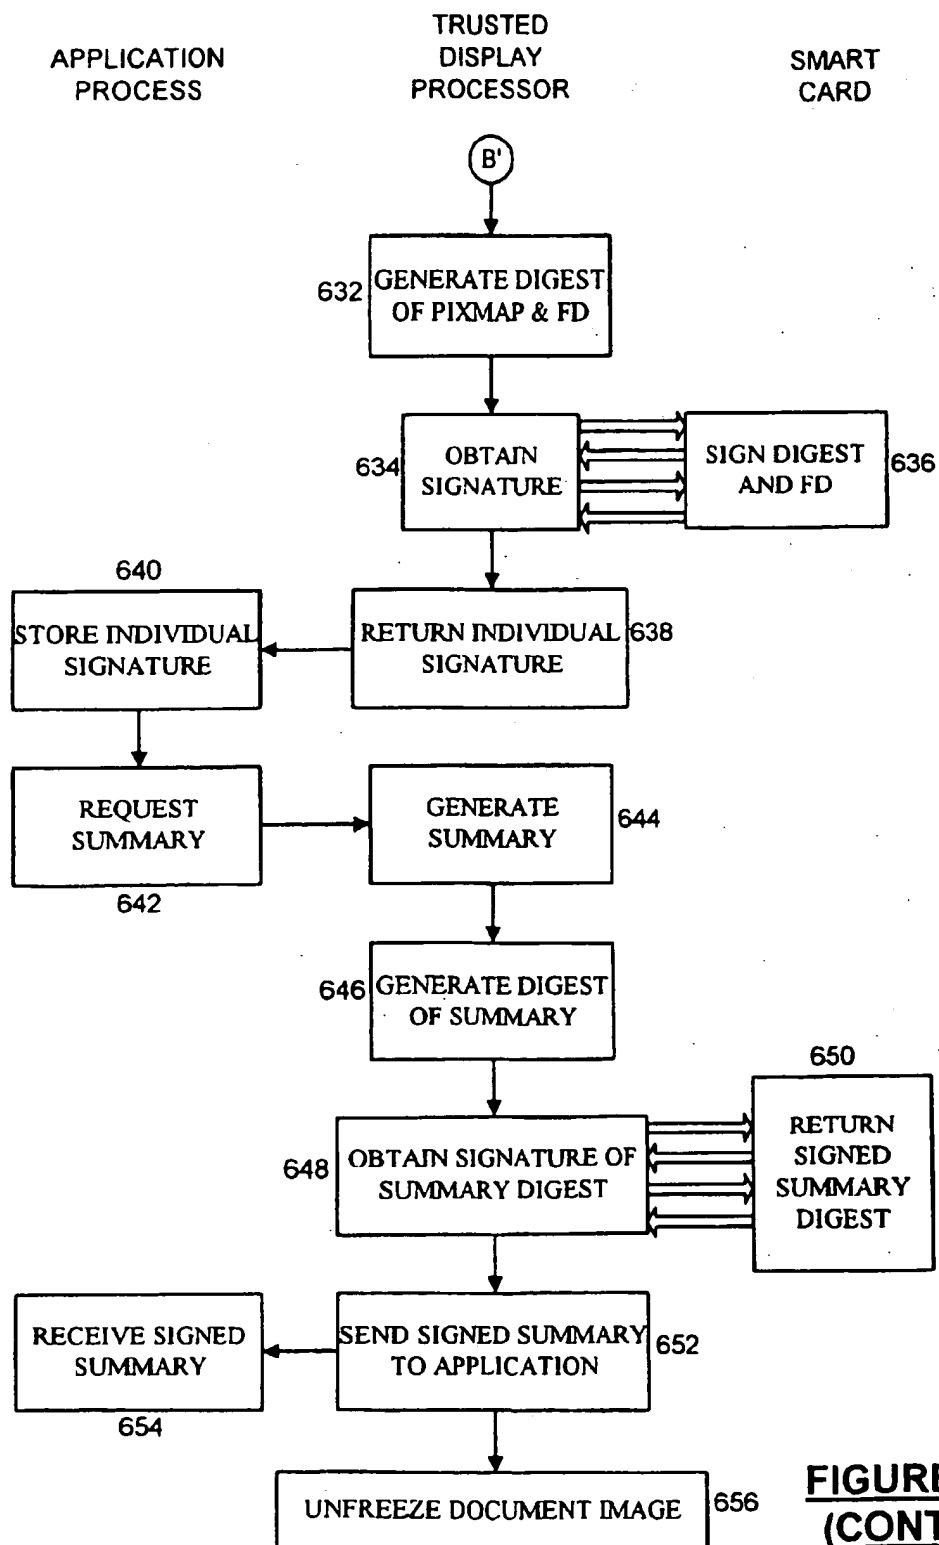 APPLICATION
PROCESS
TRUSTED
DISPLAY
PROCESSOR
SMART
CARD
B'
632
GENERATE DIGEST
OF PIXMAP & FD
634
OBTAIN
SIGNATURE
SIGN DIGEST
AND FD
636
640
STORE INDIVIDUAL
SIGNATURE
RETURN INDIVIDUAL
SIGNATURE
638
REQUEST
SUMMARY
642
GENERATE
SUMMARY
644
646
GENERATE DIGEST
OF SUMMARY
648
OBTAIN SIGNATURE OF
SUMMARY DIGEST
650
RETURN
SIGNED
SUMMARY
DIGEST
RECEIVE SIGNED
SUMMARY
654
SEND SIGNED SUMMARY
TO APPLICATION
652
UNFREEZE DOCUMENT IMAGE
656
FIGURE
(CONT